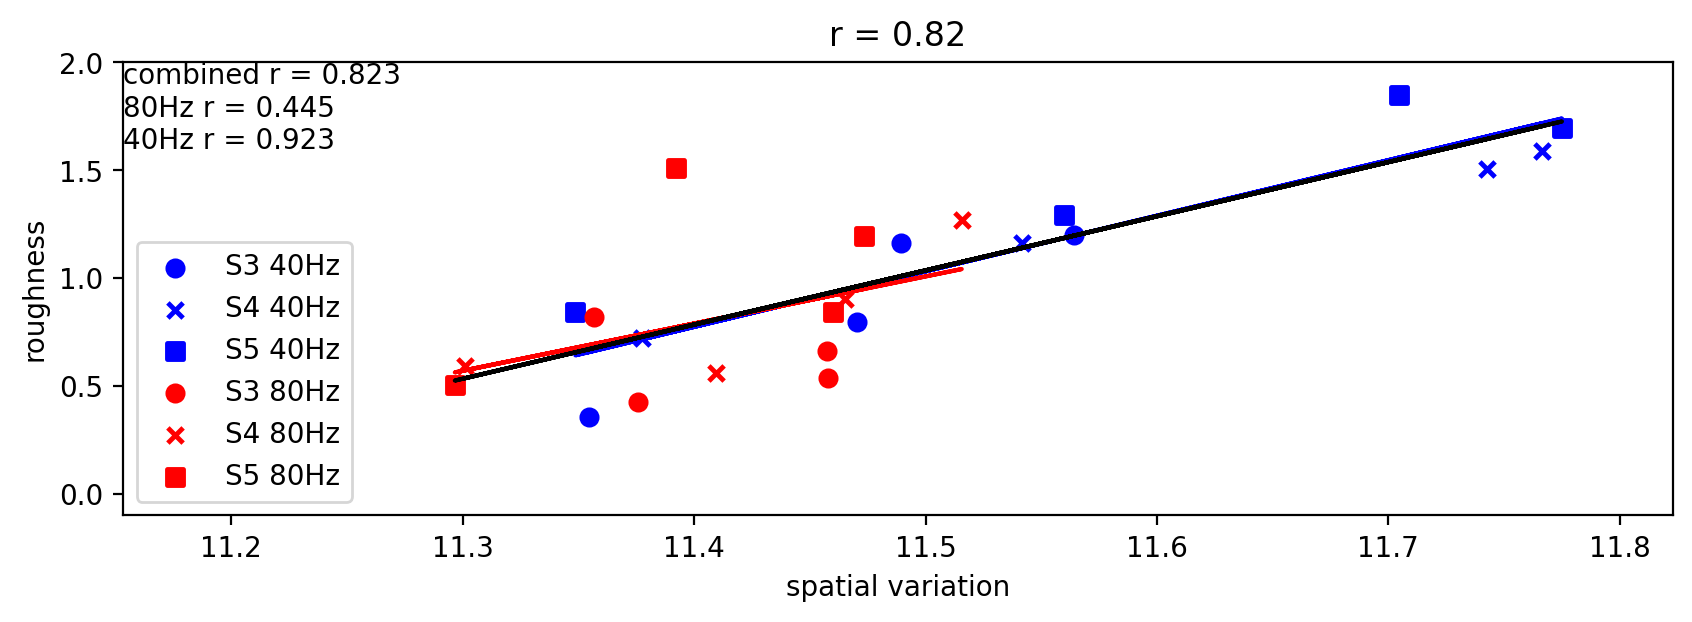 r = 0.82
combined r = 0.823
80Hz r = 0.445
40Hz r = 0.923
2.0
1.5
1.0
0.5
0.0
roughness
S3 40Hz
S4 40Hz
S5 40Hz
S3 80Hz
S4 80Hz
S5 80Hz
11.2 11.3 11.4 11.5 11.6 11.7 11.8
spatial variation